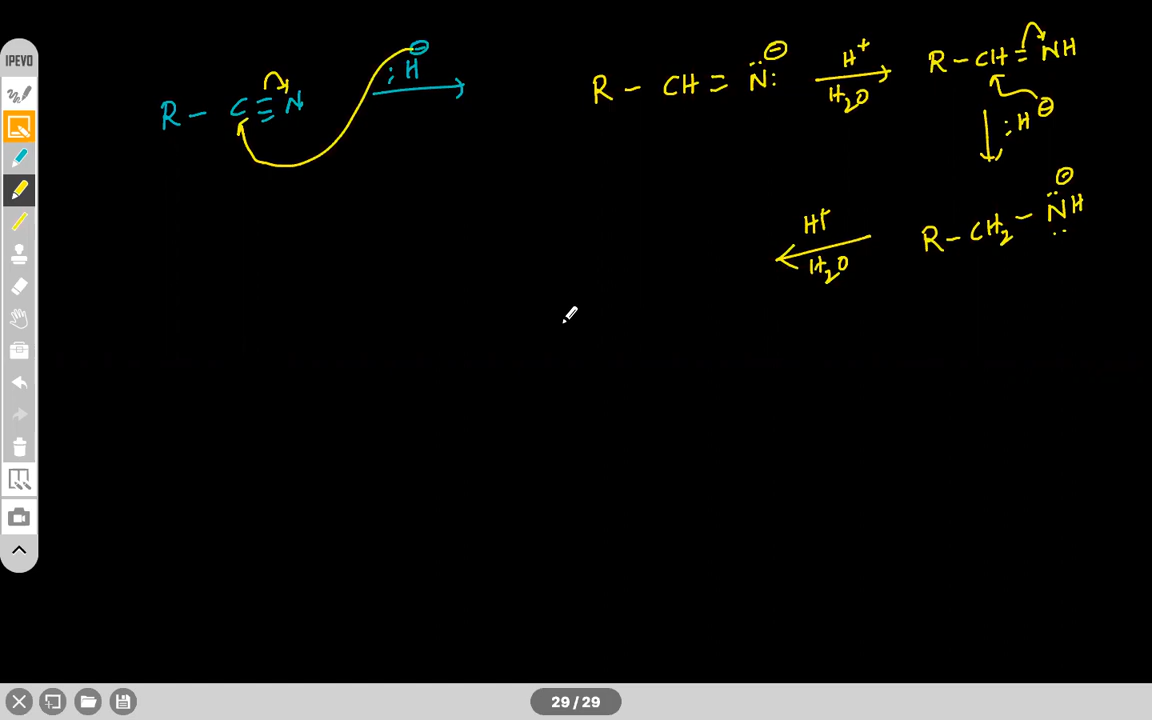 IPEVO
R - C ≡ N :H⊖ →
R - CH = N̈:⊖ H+ / H2O → R - CH = NH
:H⊖ ↓
R - CH2 - N̈H⊖
H+ / H2O ←
29 / 29